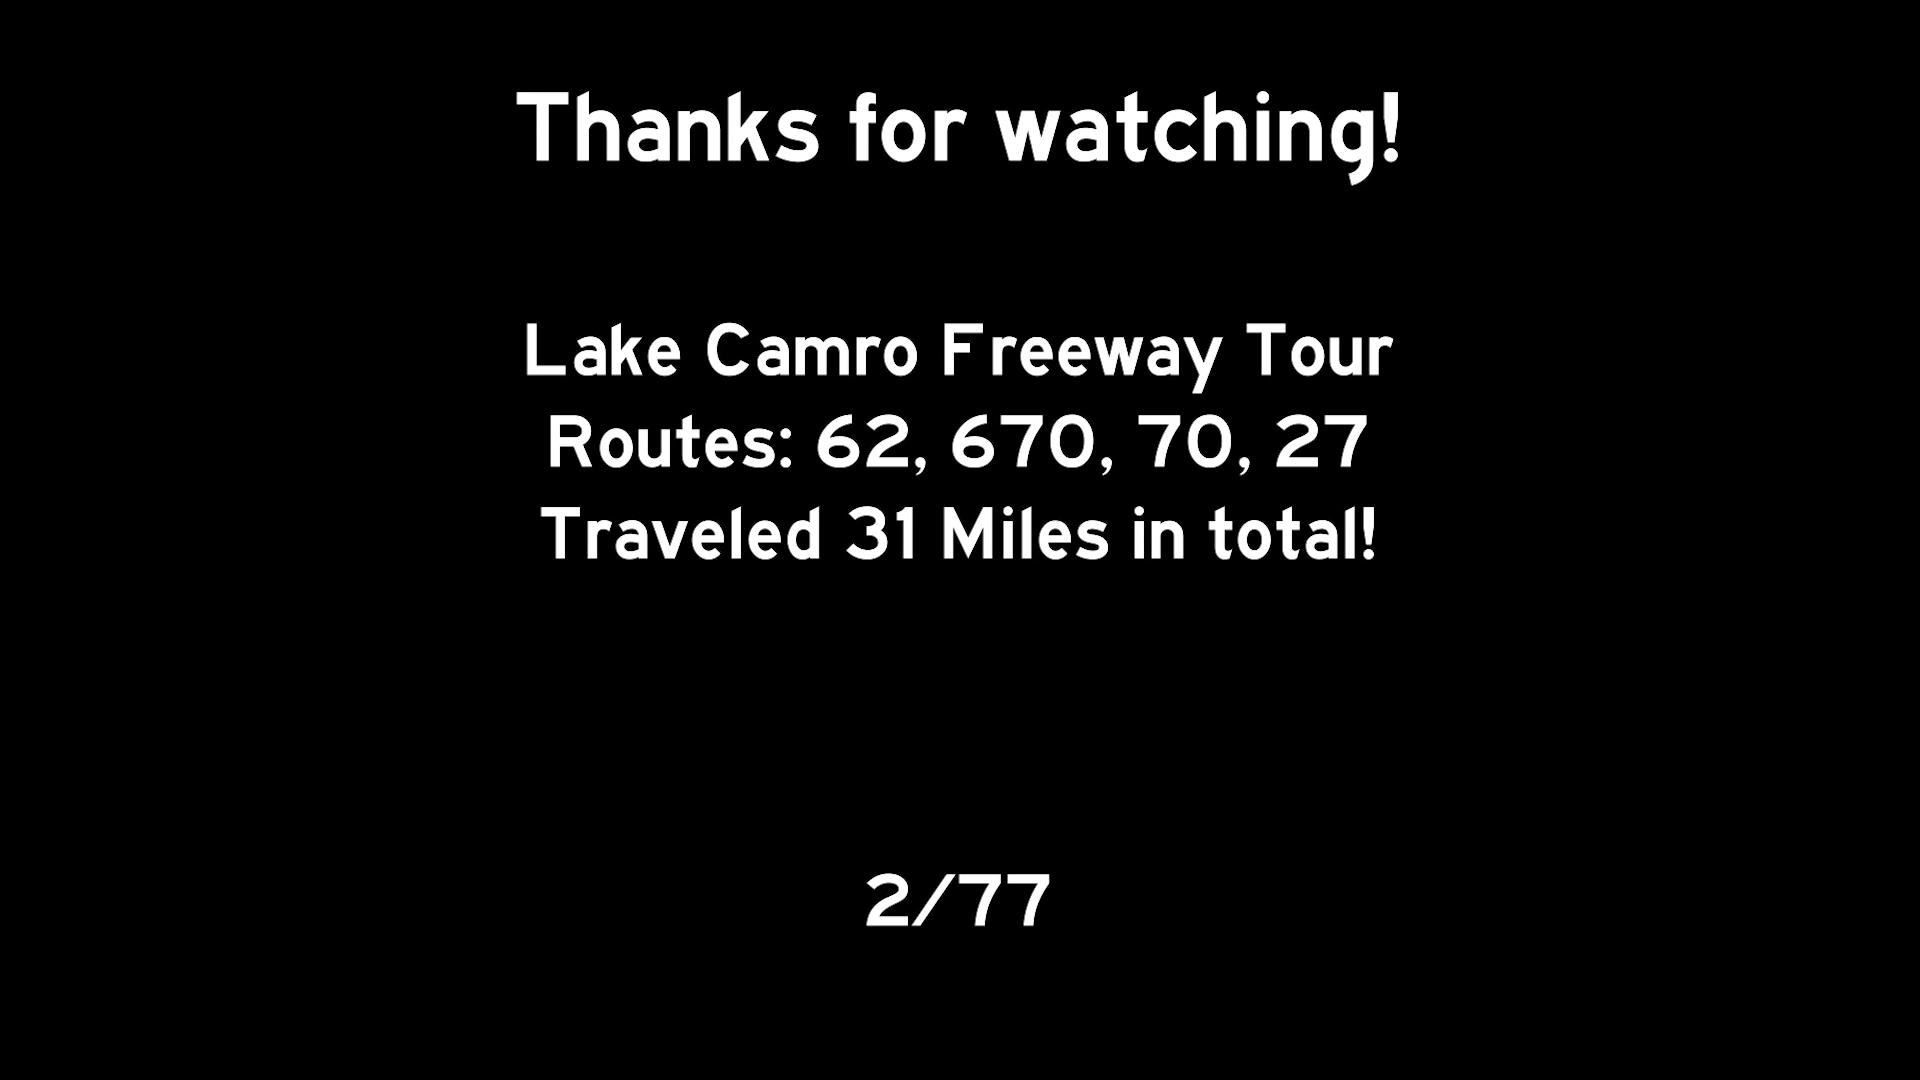 Thanks for watching!
Lake Camro Freeway Tour
Routes: 62, 670, 70, 27
Traveled 31 Miles in total!
2/77